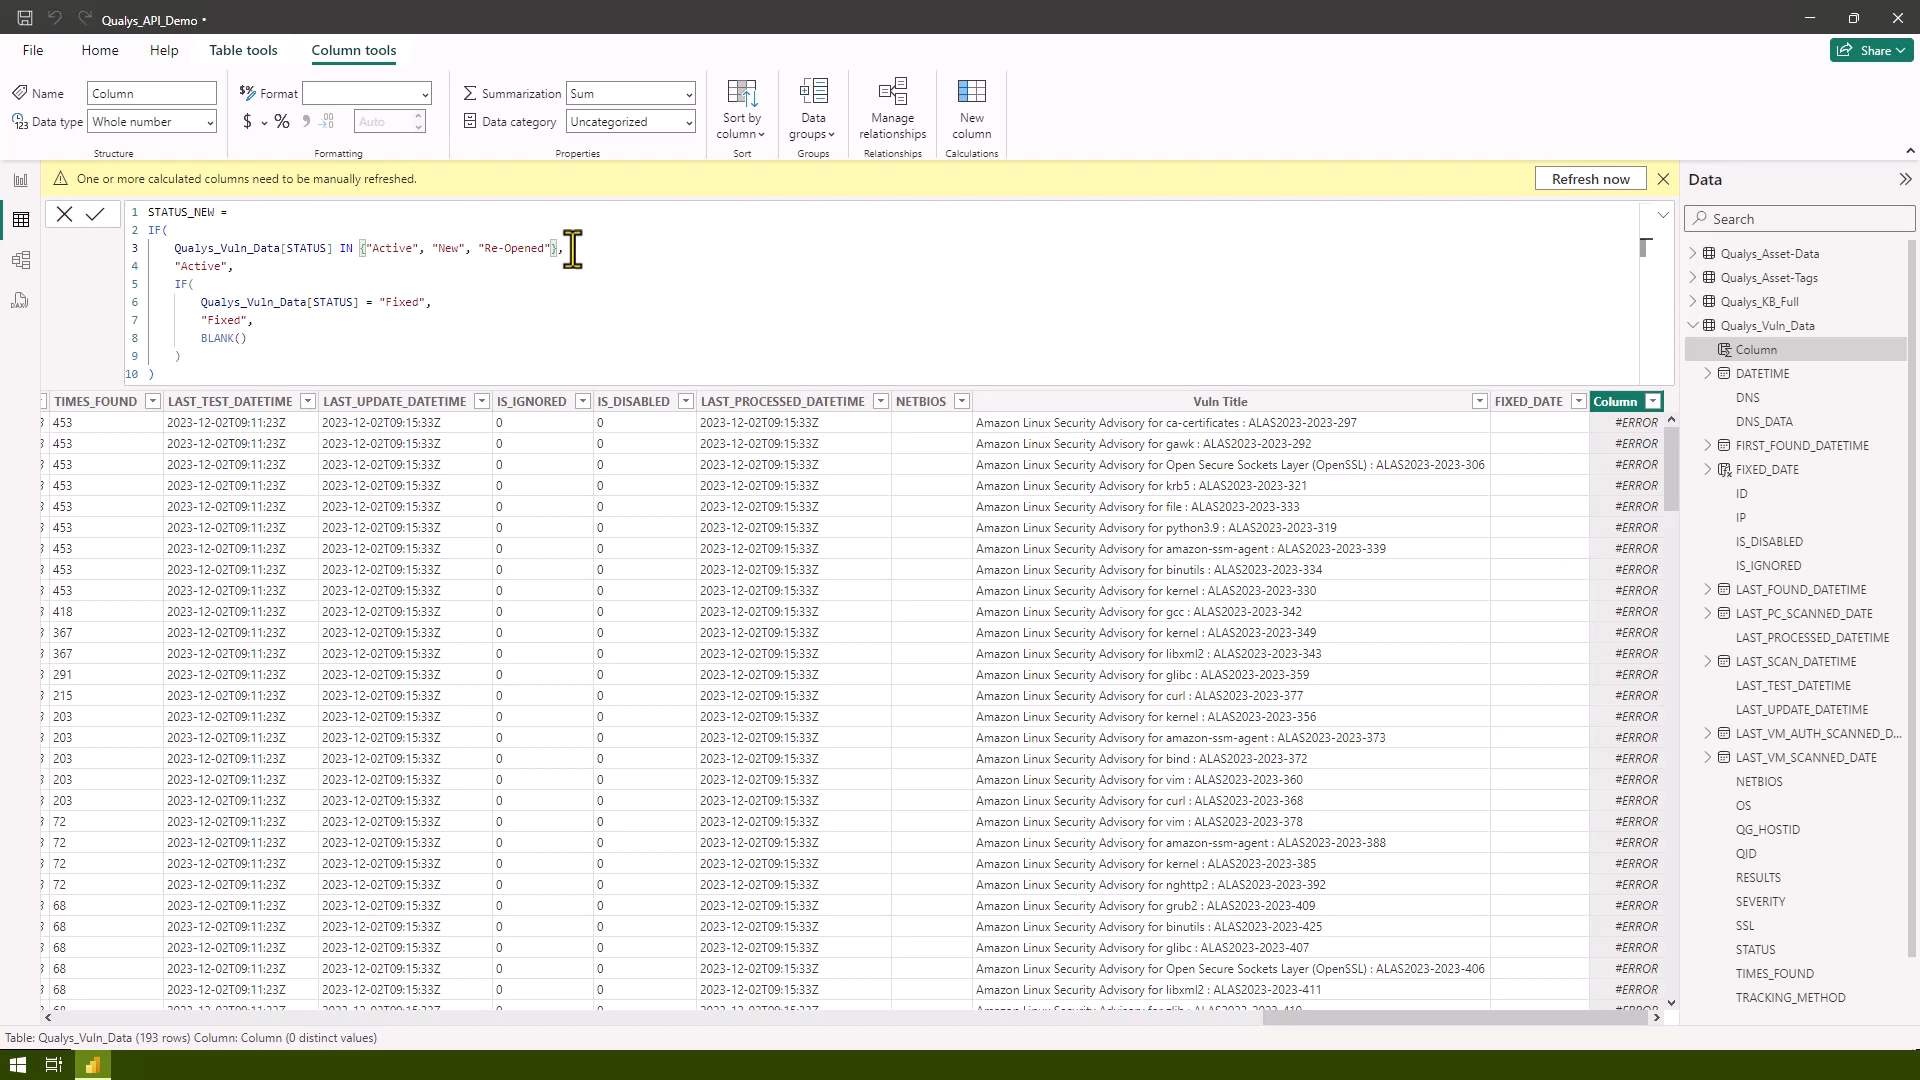 Qualys_API_Demo •
File Home Help Table tools Column tools
Share
Name Column
Data type Whole number
Structure
Format
$ % Auto
Formatting
Summarization Sum
Data category Uncategorized
Properties
Sort by column
Sort
Data groups
Groups
Manage relationships
Relationships
New column
Calculations
One or more calculated columns need to be manually refreshed.
Refresh now
1 STATUS_NEW =
2 IF(
3 Qualys_Vuln_Data[STATUS] IN {"Active", "New", "Re-Opened"},
4 "Active",
5 IF(
6 Qualys_Vuln_Data[STATUS] = "Fixed",
7 "Fixed",
8 BLANK()
9 )
10 )
TIMES_FOUND LAST_TEST_DATETIME LAST_UPDATE_DATETIME IS_IGNORED IS_DISABLED LAST_PROCESSED_DATETIME NETBIOS Vuln Title FIXED_DATE Column
453 2023-12-02T09:11:23Z 2023-12-02T09:15:33Z 0 0 2023-12-02T09:15:33Z Amazon Linux Security Advisory for ca-certificates : ALAS2023-2023-297 #ERROR
453 2023-12-02T09:11:23Z 2023-12-02T09:15:33Z 0 0 2023-12-02T09:15:33Z Amazon Linux Security Advisory for gawk : ALAS2023-2023-292 #ERROR
453 2023-12-02T09:11:23Z 2023-12-02T09:15:33Z 0 0 2023-12-02T09:15:33Z Amazon Linux Security Advisory for Open Secure Sockets Layer (OpenSSL) : ALAS2023-2023-306 #ERROR
453 2023-12-02T09:11:23Z 2023-12-02T09:15:33Z 0 0 2023-12-02T09:15:33Z Amazon Linux Security Advisory for krb5 : ALAS2023-2023-321 #ERROR
453 2023-12-02T09:11:23Z 2023-12-02T09:15:33Z 0 0 2023-12-02T09:15:33Z Amazon Linux Security Advisory for file : ALAS2023-2023-333 #ERROR
453 2023-12-02T09:11:23Z 2023-12-02T09:15:33Z 0 0 2023-12-02T09:15:33Z Amazon Linux Security Advisory for python3.9 : ALAS2023-2023-319 #ERROR
453 2023-12-02T09:11:23Z 2023-12-02T09:15:33Z 0 0 2023-12-02T09:15:33Z Amazon Linux Security Advisory for amazon-ssm-agent : ALAS2023-2023-339 #ERROR
453 2023-12-02T09:11:23Z 2023-12-02T09:15:33Z 0 0 2023-12-02T09:15:33Z Amazon Linux Security Advisory for binutils : ALAS2023-2023-334 #ERROR
453 2023-12-02T09:11:23Z 2023-12-02T09:15:33Z 0 0 2023-12-02T09:15:33Z Amazon Linux Security Advisory for kernel : ALAS2023-2023-330 #ERROR
418 2023-12-02T09:11:23Z 2023-12-02T09:15:33Z 0 0 2023-12-02T09:15:33Z Amazon Linux Security Advisory for gcc : ALAS2023-2023-342 #ERROR
367 2023-12-02T09:11:23Z 2023-12-02T09:15:33Z 0 0 2023-12-02T09:15:33Z Amazon Linux Security Advisory for kernel : ALAS2023-2023-349 #ERROR
367 2023-12-02T09:11:23Z 2023-12-02T09:15:33Z 0 0 2023-12-02T09:15:33Z Amazon Linux Security Advisory for libxml2 : ALAS2023-2023-343 #ERROR
291 2023-12-02T09:11:23Z 2023-12-02T09:15:33Z 0 0 2023-12-02T09:15:33Z Amazon Linux Security Advisory for glibc : ALAS2023-2023-359 #ERROR
215 2023-12-02T09:11:23Z 2023-12-02T09:15:33Z 0 0 2023-12-02T09:15:33Z Amazon Linux Security Advisory for curl : ALAS2023-2023-377 #ERROR
203 2023-12-02T09:11:23Z 2023-12-02T09:15:33Z 0 0 2023-12-02T09:15:33Z Amazon Linux Security Advisory for kernel : ALAS2023-2023-356 #ERROR
203 2023-12-02T09:11:23Z 2023-12-02T09:15:33Z 0 0 2023-12-02T09:15:33Z Amazon Linux Security Advisory for amazon-ssm-agent : ALAS2023-2023-373 #ERROR
203 2023-12-02T09:11:23Z 2023-12-02T09:15:33Z 0 0 2023-12-02T09:15:33Z Amazon Linux Security Advisory for bind : ALAS2023-2023-372 #ERROR
203 2023-12-02T09:11:23Z 2023-12-02T09:15:33Z 0 0 2023-12-02T09:15:33Z Amazon Linux Security Advisory for vim : ALAS2023-2023-360 #ERROR
203 2023-12-02T09:11:23Z 2023-12-02T09:15:33Z 0 0 2023-12-02T09:15:33Z Amazon Linux Security Advisory for curl : ALAS2023-2023-368 #ERROR
72 2023-12-02T09:11:23Z 2023-12-02T09:15:33Z 0 0 2023-12-02T09:15:33Z Amazon Linux Security Advisory for vim : ALAS2023-2023-378 #ERROR
72 2023-12-02T09:11:23Z 2023-12-02T09:15:33Z 0 0 2023-12-02T09:15:33Z Amazon Linux Security Advisory for amazon-ssm-agent : ALAS2023-2023-388 #ERROR
72 2023-12-02T09:11:23Z 2023-12-02T09:15:33Z 0 0 2023-12-02T09:15:33Z Amazon Linux Security Advisory for kernel : ALAS2023-2023-385 #ERROR
72 2023-12-02T09:11:23Z 2023-12-02T09:15:33Z 0 0 2023-12-02T09:15:33Z Amazon Linux Security Advisory for nghttp2 : ALAS2023-2023-392 #ERROR
68 2023-12-02T09:11:23Z 2023-12-02T09:15:33Z 0 0 2023-12-02T09:15:33Z Amazon Linux Security Advisory for grub2 : ALAS2023-2023-409 #ERROR
68 2023-12-02T09:11:23Z 2023-12-02T09:15:33Z 0 0 2023-12-02T09:15:33Z Amazon Linux Security Advisory for binutils : ALAS2023-2023-425 #ERROR
68 2023-12-02T09:11:23Z 2023-12-02T09:15:33Z 0 0 2023-12-02T09:15:33Z Amazon Linux Security Advisory for glibc : ALAS2023-2023-407 #ERROR
68 2023-12-02T09:11:23Z 2023-12-02T09:15:33Z 0 0 2023-12-02T09:15:33Z Amazon Linux Security Advisory for Open Secure Sockets Layer (OpenSSL) : ALAS2023-2023-406 #ERROR
68 2023-12-02T09:11:23Z 2023-12-02T09:15:33Z 0 0 2023-12-02T09:15:33Z Amazon Linux Security Advisory for libxml2 : ALAS2023-2023-411 #ERROR
Data
Search
Qualys_Asset-Data
Qualys_Asset-Tags
Qualys_KB_Full
Qualys_Vuln_Data
Column
DATETIME
DNS
DNS_DATA
FIRST_FOUND_DATETIME
FIXED_DATE
ID
IP
IS_DISABLED
IS_IGNORED
LAST_FOUND_DATETIME
LAST_PC_SCANNED_DATE
LAST_PROCESSED_DATETIME
LAST_SCAN_DATETIME
LAST_TEST_DATETIME
LAST_UPDATE_DATETIME
LAST_VM_AUTH_SCANNED_D...
LAST_VM_SCANNED_DATE
NETBIOS
OS
QG_HOSTID
QID
RESULTS
SEVERITY
SSL
STATUS
TIMES_FOUND
TRACKING_METHOD
Table: Qualys_Vuln_Data (193 rows) Column: Column (0 distinct values)